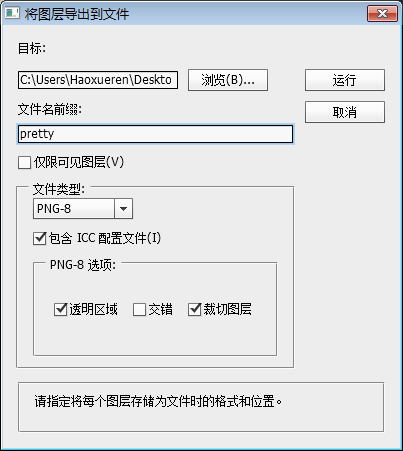 将图层导出到文件
目标:
C:\Users\Haoxueren\Deskto
浏览(B)...
运行
文件名前缀:
取消
pretty
仅限可见图层(V)
文件类型:
PNG-8
包含 ICC 配置文件(I)
PNG-8 选项:
透明区域
交错
裁切图层
请指定将每个图层存储为文件时的格式和位置。